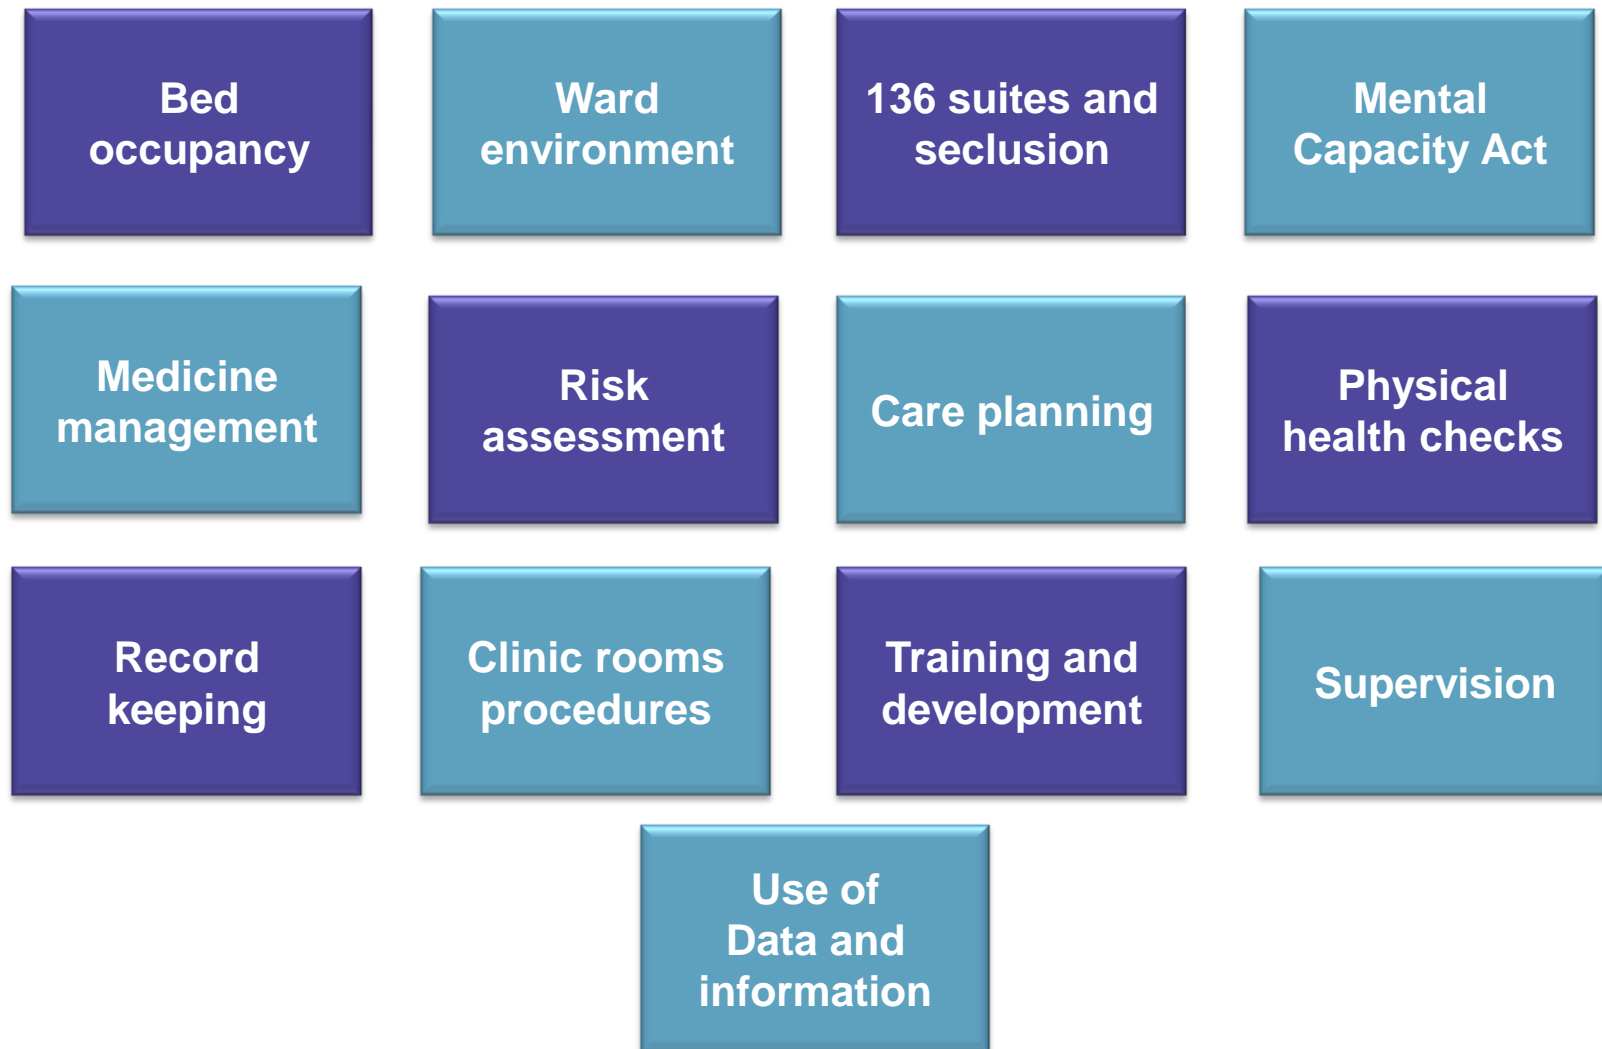 Bed
occupancy
Ward
environment
136 suites and
seclusion
Mental
Capacity Act
Medicine
management
Risk
assessment
Care planning
Physical
health checks
Record
keeping
Clinic rooms
procedures
Training and
development
Supervision
Use of
Data and
information